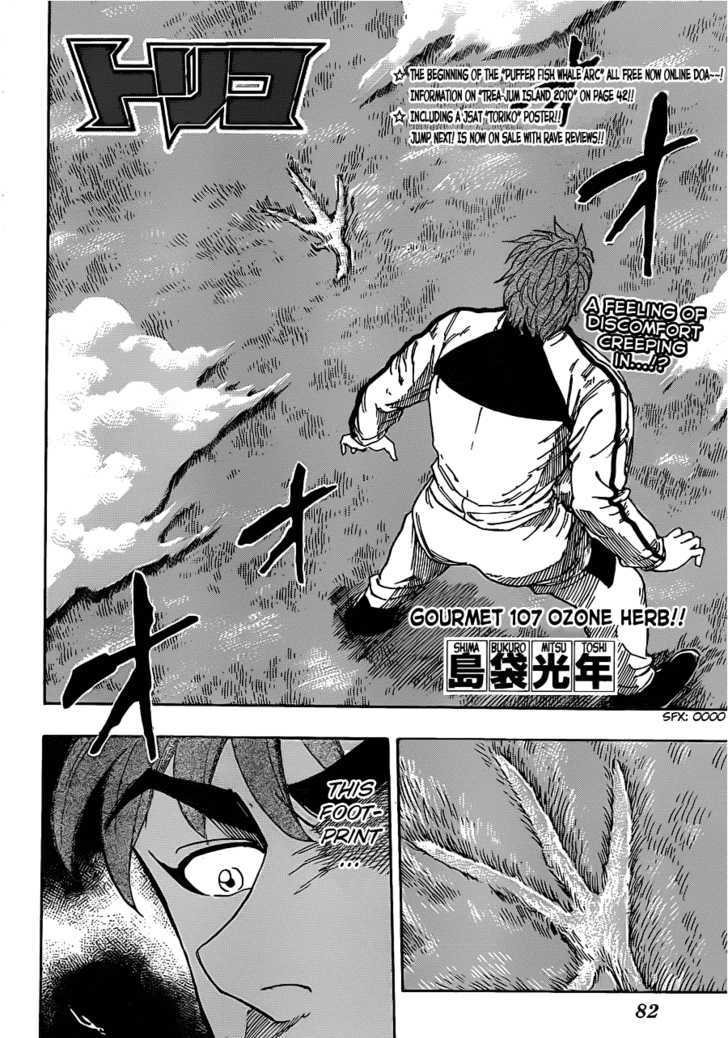 トリコ
☆ THE BEGINNING OF THE "PUFFER FISH WHALE ARC" ALL FREE NOW ONLINE DOA~~!
INFORMATION ON "TREA-JUM ISLAND 2010" ON PAGE 42!!
☆ INCLUDING A JSAT "TORIKO" POSTER!!
JUMP NEXT! IS NOW ON SALE WITH RAVE REVIEWS!!
オ
オ
オ
オ
A FEELING OF
DISCOMFORT
CREEPING
IN...!?
GOURMET 107 OZONE HERB!!
SHIMA BUKURO MITSU TOSHI
島袋光年
SFX: OOOO
THIS
FOOT-
PRINT
...
82